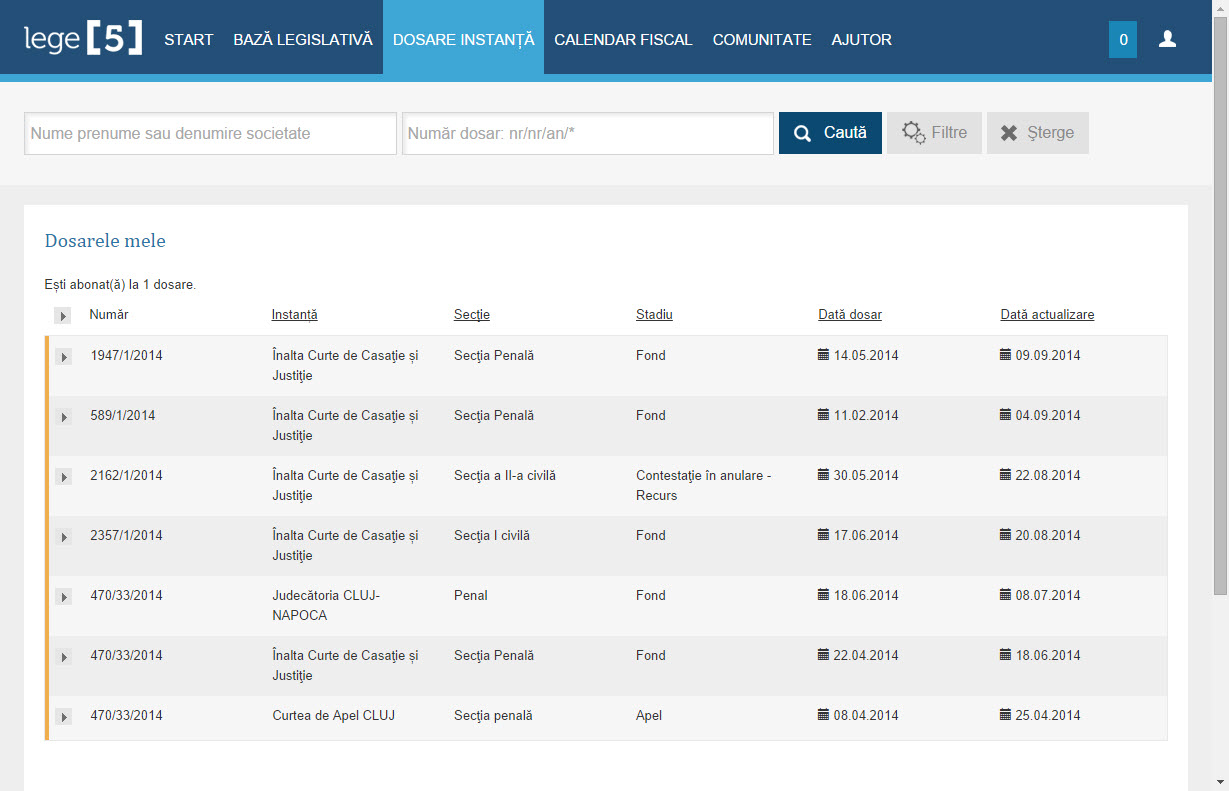 lege [5] START BAZĂ LEGISLATIVĂ DOSARE INSTANȚĂ CALENDAR FISCAL COMUNITATE AJUTOR 0
Nume prenume sau denumire societate Număr dosar: nr/nr/an/* Caută Filtre Şterge
Dosarele mele
Ești abonat(ă) la 1 dosare.
Număr Instanță Secţie Stadiu Dată dosar Dată actualizare
1947/1/2014 Înalta Curte de Casaţie și Secţia Penală Fond 14.05.2014 09.09.2014
Justiţie
589/1/2014 Înalta Curte de Casaţie și Secţia Penală Fond 11.02.2014 04.09.2014
Justiţie
2162/1/2014 Înalta Curte de Casaţie și Secţia a II-a civilă Contestaţie în anulare - 30.05.2014 22.08.2014
Justiţie Recurs
2357/1/2014 Înalta Curte de Casaţie și Secţia I civilă Fond 17.06.2014 20.08.2014
Justiţie
470/33/2014 Judecătoria CLUJ- Penal Fond 18.06.2014 08.07.2014
NAPOCA
470/33/2014 Înalta Curte de Casaţie și Secţia Penală Fond 22.04.2014 18.06.2014
Justiţie
470/33/2014 Curtea de Apel CLUJ Secţia penală Apel 08.04.2014 25.04.2014